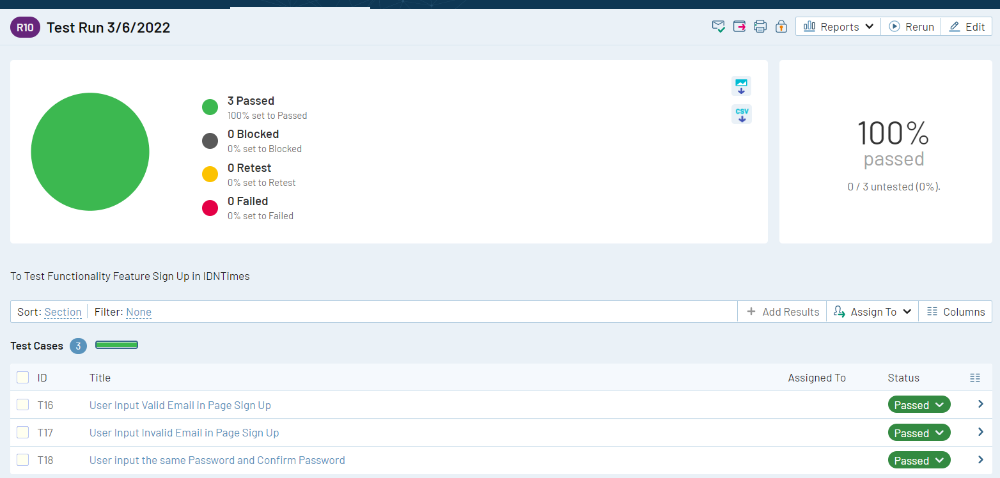 R10 Test Run 3/6/2022 Reports Rerun Edit
3 Passed
100% set to Passed
0 Blocked
0% set to Blocked
0 Retest
0% set to Retest
0 Failed
0% set to Failed
CSV
100%
passed
0 / 3 untested (0%).
To Test Functionality Feature Sign Up in IDNTimes
Sort: Section Filter: None + Add Results Assign To Columns
Test Cases 3
ID Title Assigned To Status
T16 User Input Valid Email in Page Sign Up Passed
T17 User Input Invalid Email in Page Sign Up Passed
T18 User input the same Password and Confirm Password Passed